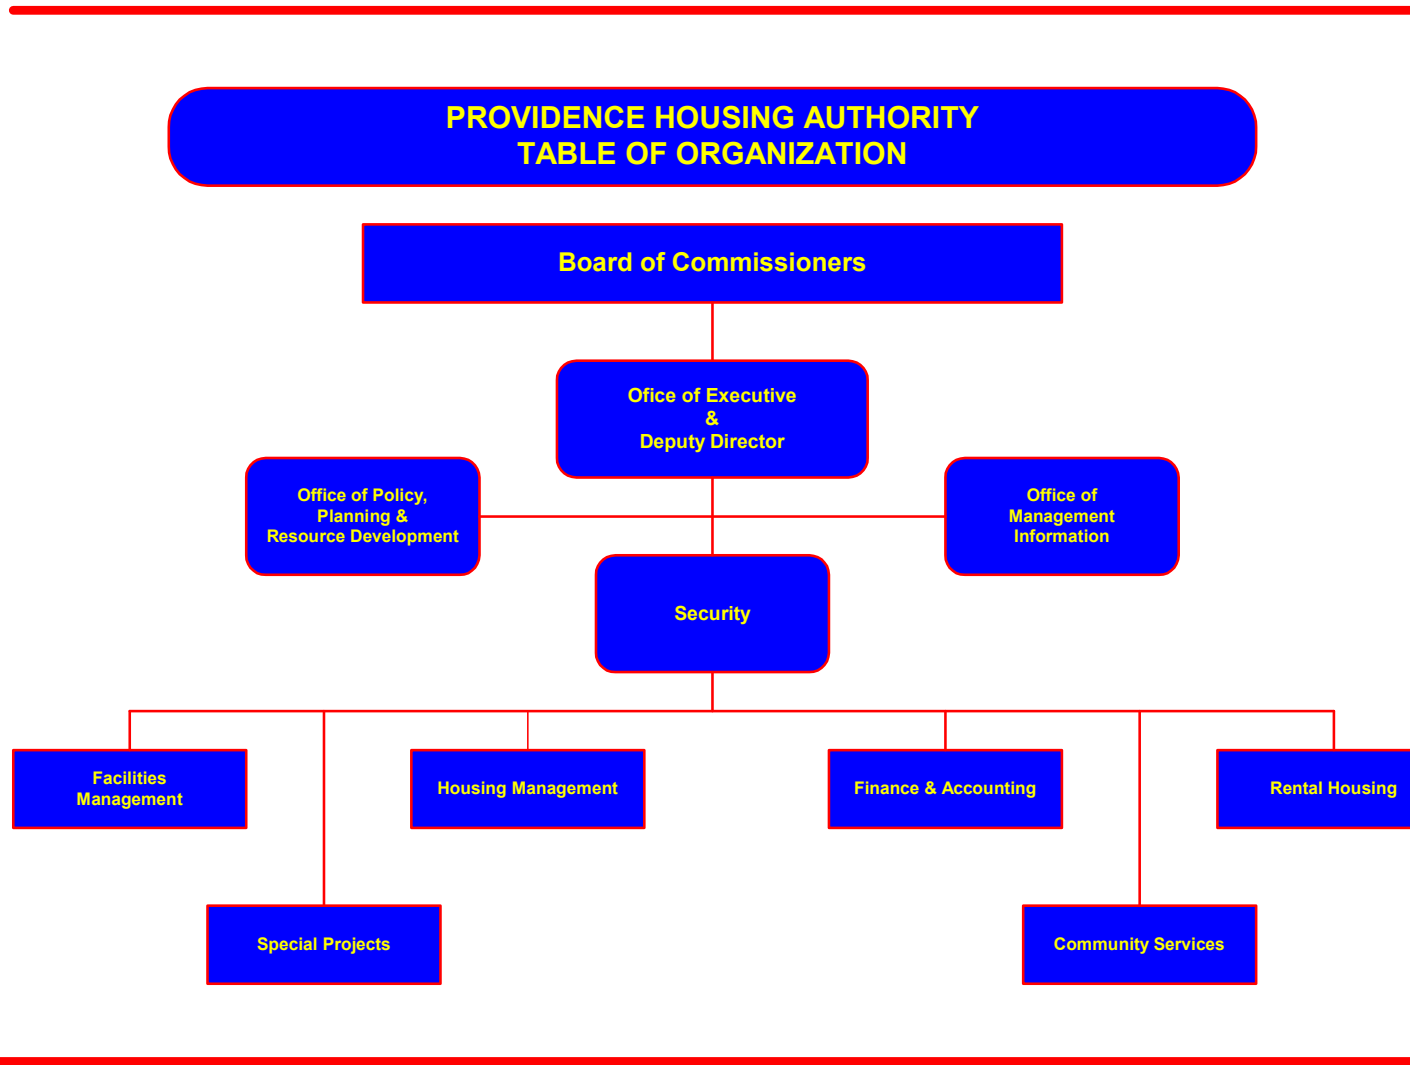 PROVIDENCE HOUSING AUTHORITY
TABLE OF ORGANIZATION
Board of Commissioners
Ofice of Executive
&
Deputy Director
Office of Policy,
Planning &
Resource Development
Office of
Management
Information
Security
Facilities
Management
Housing Management
Finance & Accounting
Rental Housing
Special Projects
Community Services